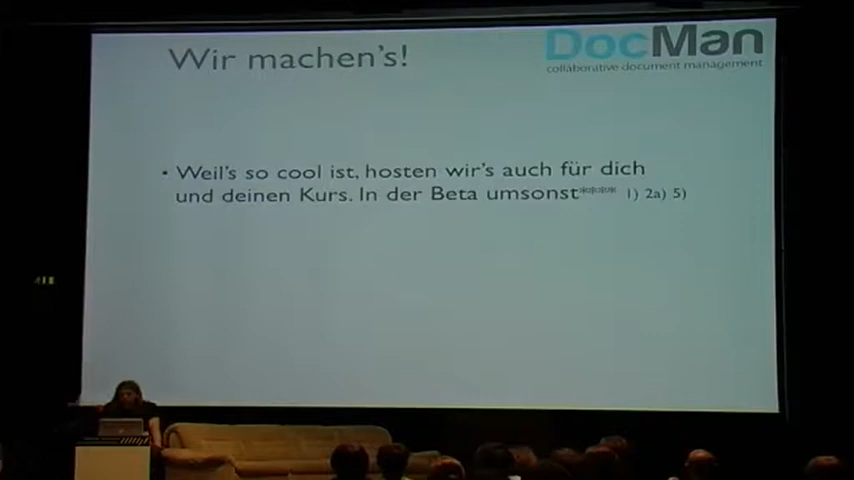 Wir machen's!
DocMan
collaborative document management
• Weil's so cool ist, hosten wir's auch für dich
und deinen Kurs. In der Beta umsonst**** 1) 2a) 5)